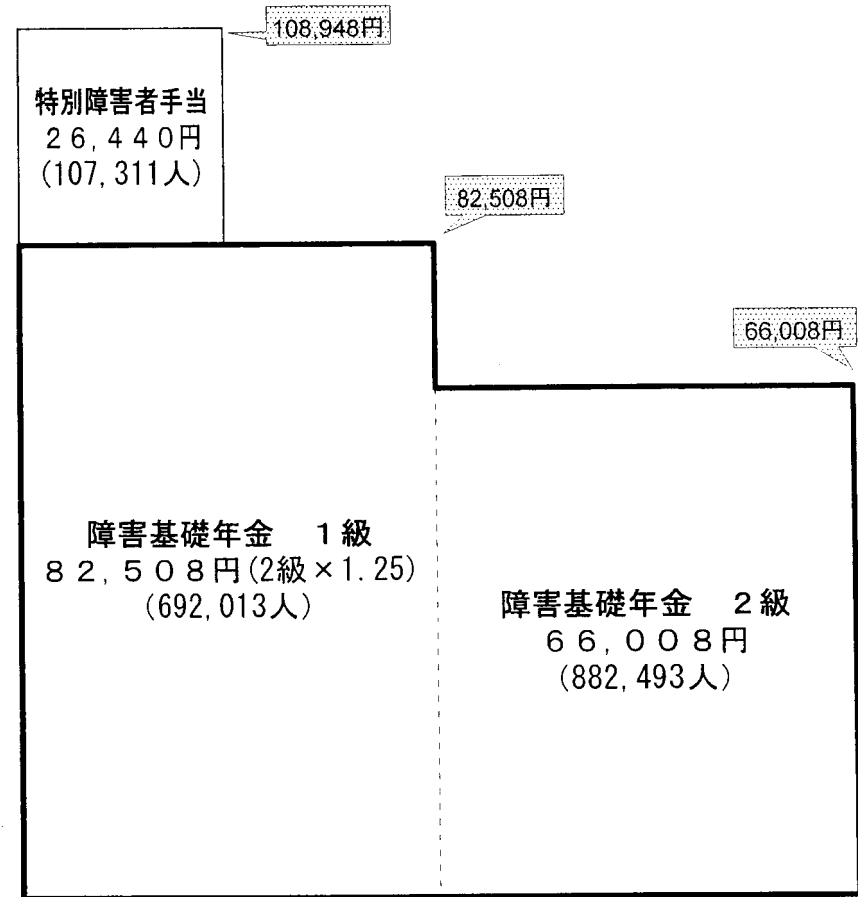 108,948円
特別障害者手当
２６,４４０円
(107,311人)
82,508円
66,008円
障害基礎年金　１級
８２,５０８円(2級×1.25)
(692,013人)
障害基礎年金　２級
６６,００８円
(882,493人)